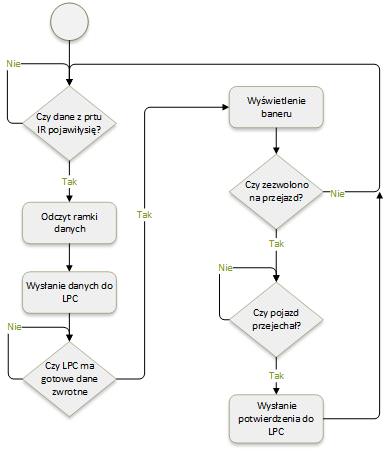 Nie
Czy dane z prtu
IR pojawiłysię?
Tak
Odczyt ramki
danych
Wysłanie danych do
LPC
Nie
Czy LPC ma
gotowe dane
zwrotne
Tak
Wyświetlenie
baneru
Czy zezwolono
na przejazd?
Nie
Tak
Nie
Czy pojazd
przejechał?
Tak
Wysłanie
potwierdzenia do
LPC